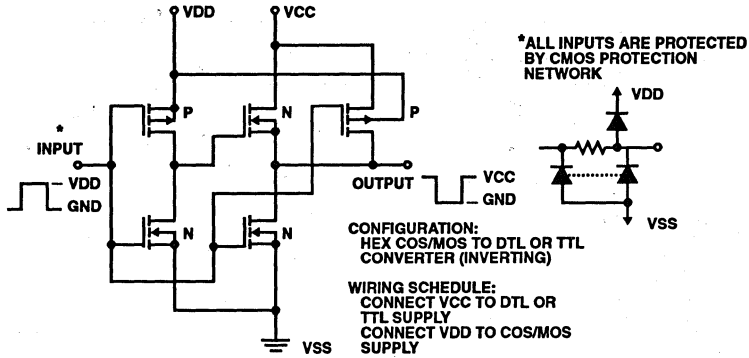 VDD
VCC
P
N
P
*
INPUT
VDD
GND
N
N
OUTPUT
VCC
GND
VSS
*ALL INPUTS ARE PROTECTED
BY CMOS PROTECTION
NETWORK
VDD
VSS
CONFIGURATION:
HEX COS/MOS TO DTL OR TTL
CONVERTER (INVERTING)
WIRING SCHEDULE:
CONNECT VCC TO DTL OR
TTL SUPPLY
CONNECT VDD TO COS/MOS
SUPPLY